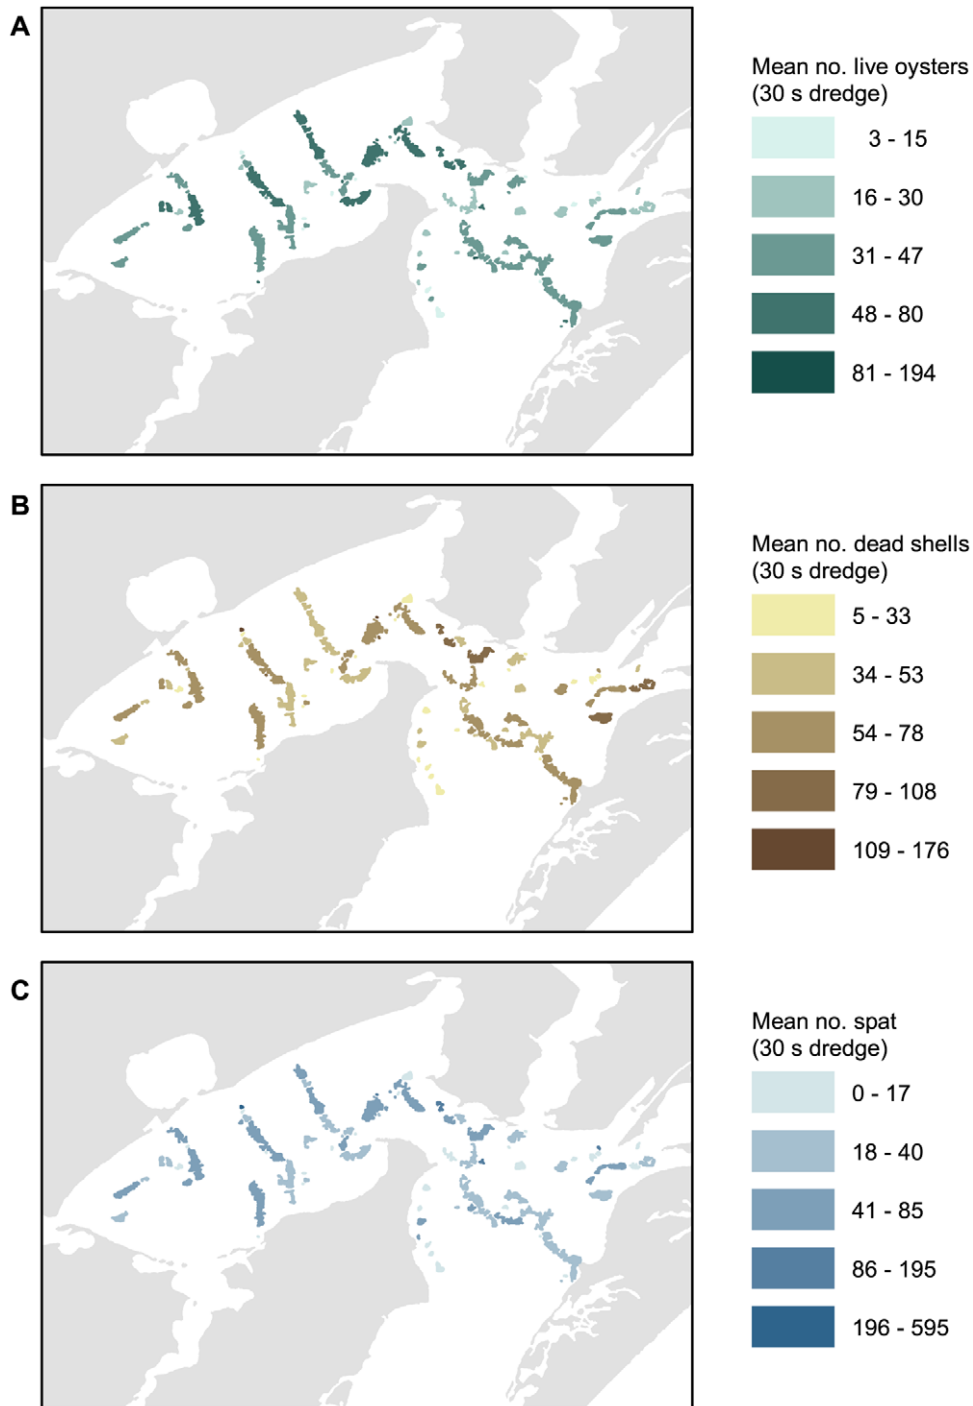 A
Mean no. live oysters
(30 s dredge)
3 - 15
16 - 30
31 - 47
48 - 80
81 - 194
B
Mean no. dead shells
(30 s dredge)
5 - 33
34 - 53
54 - 78
79 - 108
109 - 176
C
Mean no. spat
(30 s dredge)
0 - 17
18 - 40
41 - 85
86 - 195
196 - 595